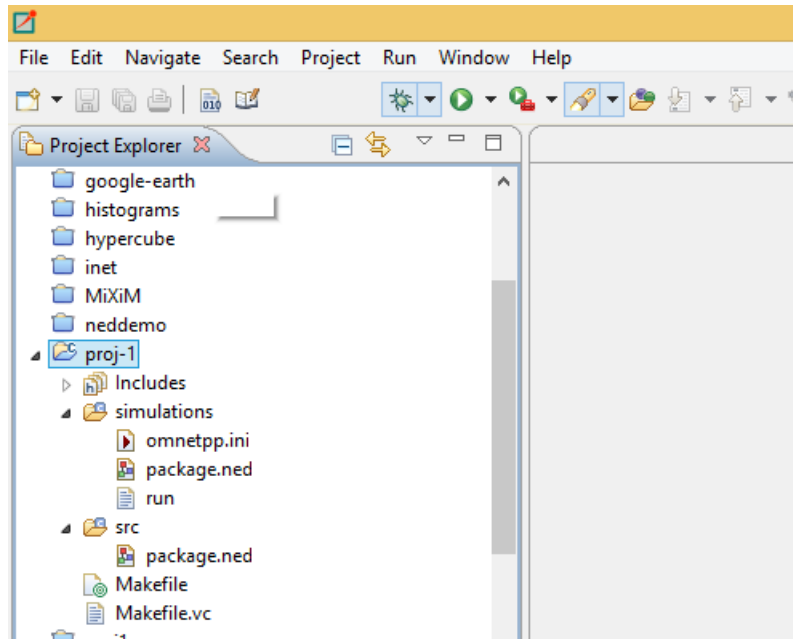 File Edit Navigate Search Project Run Window Help
010
Project Explorer
google-earth
histograms
hypercube
inet
MiXiM
neddemo
proj-1
Includes
simulations
omnetpp.ini
package.ned
run
src
package.ned
Makefile
Makefile.vc